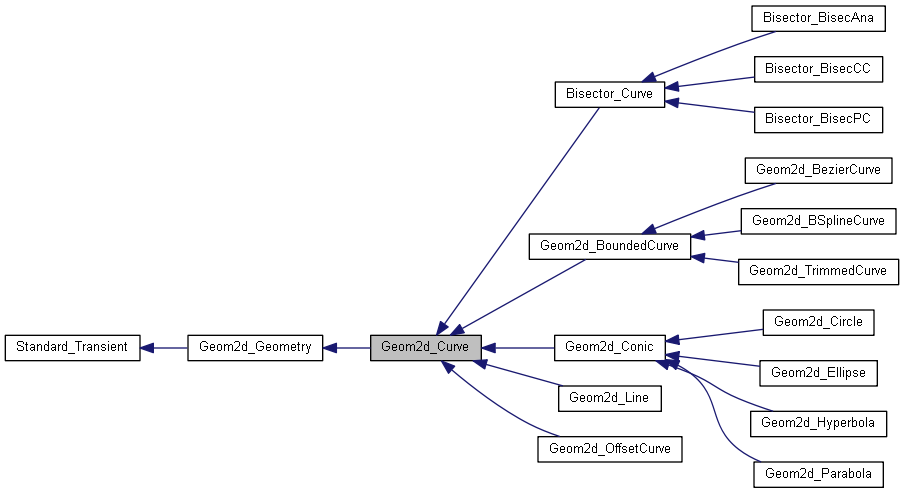 Bisector_BisecAna
Bisector_BisecCC
Bisector_Curve
Bisector_BisecPC
Geom2d_BezierCurve
Geom2d_BSplineCurve
Geom2d_BoundedCurve
Geom2d_TrimmedCurve
Geom2d_Circle
Standard_Transient
Geom2d_Geometry
Geom2d_Curve
Geom2d_Conic
Geom2d_Ellipse
Geom2d_Line
Geom2d_Hyperbola
Geom2d_OffsetCurve
Geom2d_Parabola